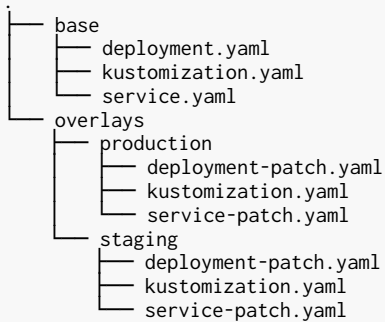 .
├── base
│   ├── deployment.yaml
│   ├── kustomization.yaml
│   └── service.yaml
└── overlays
    ├── production
    │   ├── deployment-patch.yaml
    │   ├── kustomization.yaml
    │   └── service-patch.yaml
    └── staging
        ├── deployment-patch.yaml
        ├── kustomization.yaml
        └── service-patch.yaml